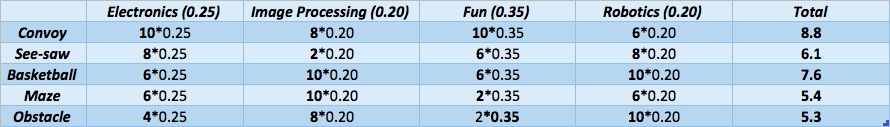 Electronics (0.25) Image Processing (0.20) Fun (0.35) Robotics (0.20) Total
Convoy 10*0.25 8*0.20 10*0.35 6*0.20 8.8
See-saw 8*0.25 2*0.20 6*0.35 8*0.20 6.1
Basketball 6*0.25 10*0.20 6*0.35 10*0.20 7.6
Maze 6*0.25 10*0.20 2*0.35 6*0.20 5.4
Obstacle 4*0.25 8*0.20 2*0.35 10*0.20 5.3